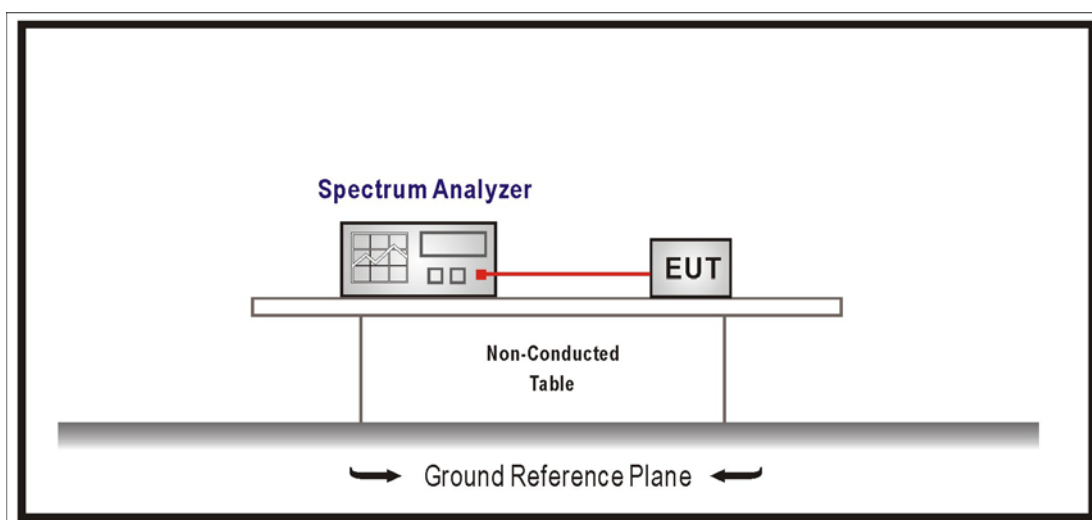 Spectrum Analyzer
EUT
Non-Conducted
Table
Ground Reference Plane